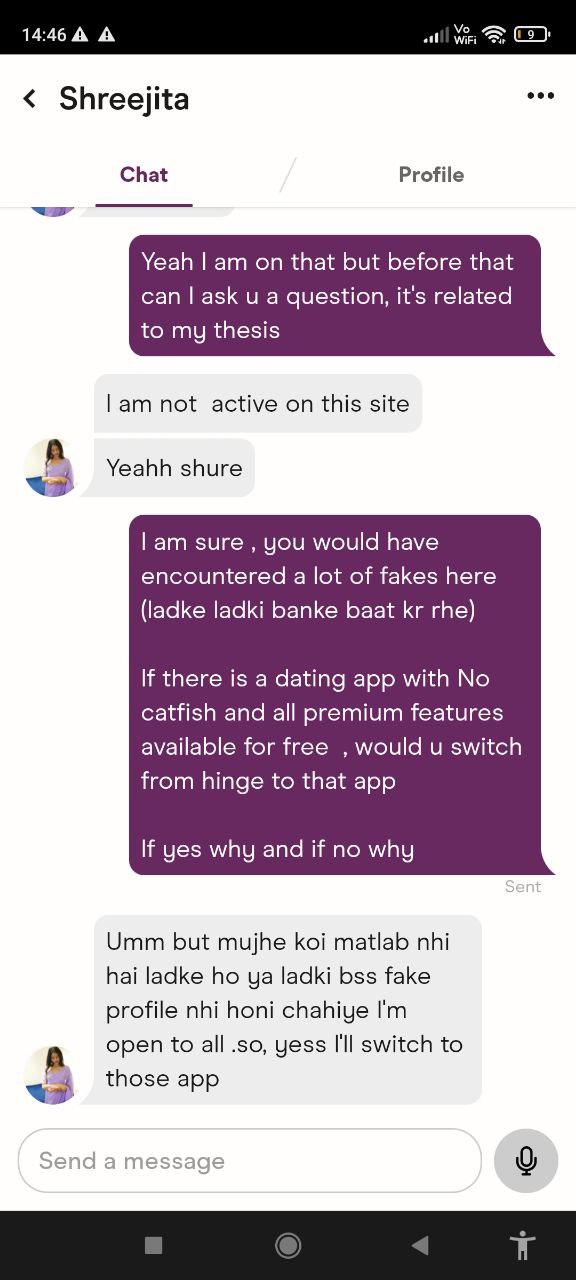 14:46
Vo
WiFi
9
Shreejita
Chat
Profile
Yeah I am on that but before that
can I ask u a question, it's related
to my thesis
I am not  active on this site
Yeahh shure
I am sure , you would have
encountered a lot of fakes here
(ladke ladki banke baat kr rhe)
If there is a dating app with No
catfish and all premium features
available for free  , would u switch
from hinge to that app
If yes why and if no why
Sent
Umm but mujhe koi matlab nhi
hai ladke ho ya ladki bss fake
profile nhi honi chahiye I'm
open to all .so, yess I'll switch to
those app
Send a message